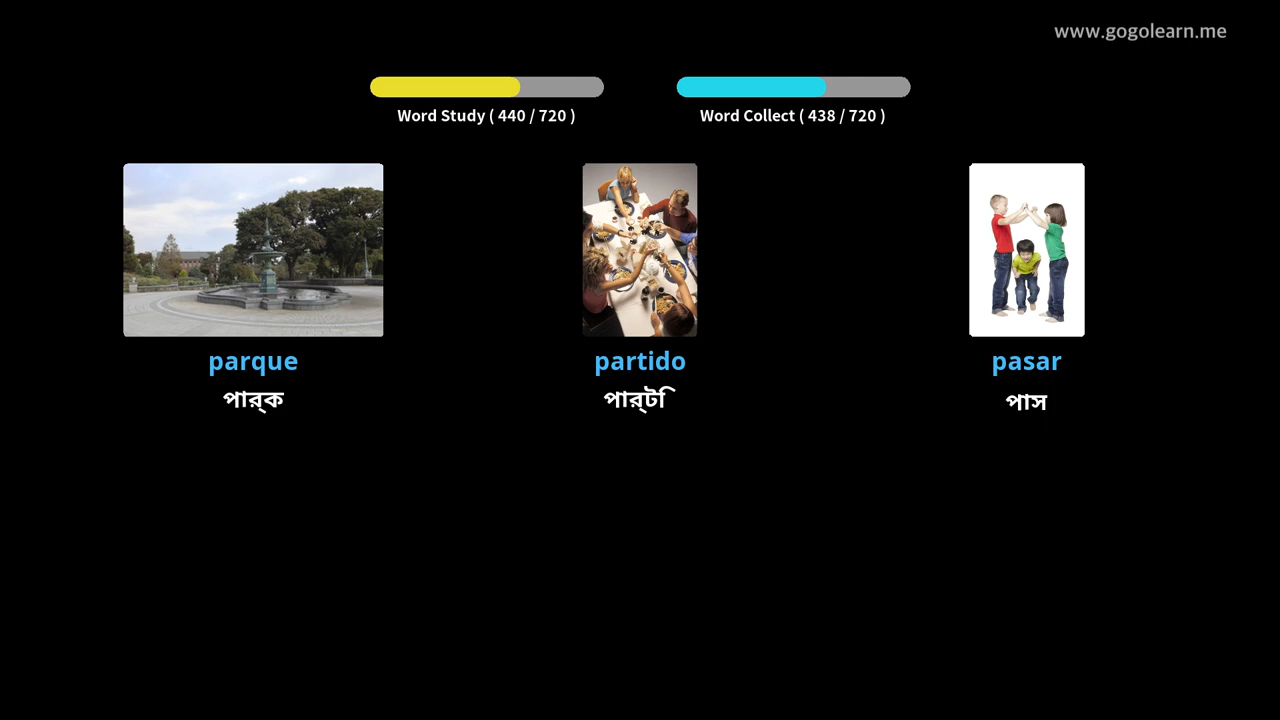 www.gogolearn.me
Word Study ( 440 / 720 )
Word Collect ( 438 / 720 )
parque
partido
pasar
পার্ক
পার্টি
পাস